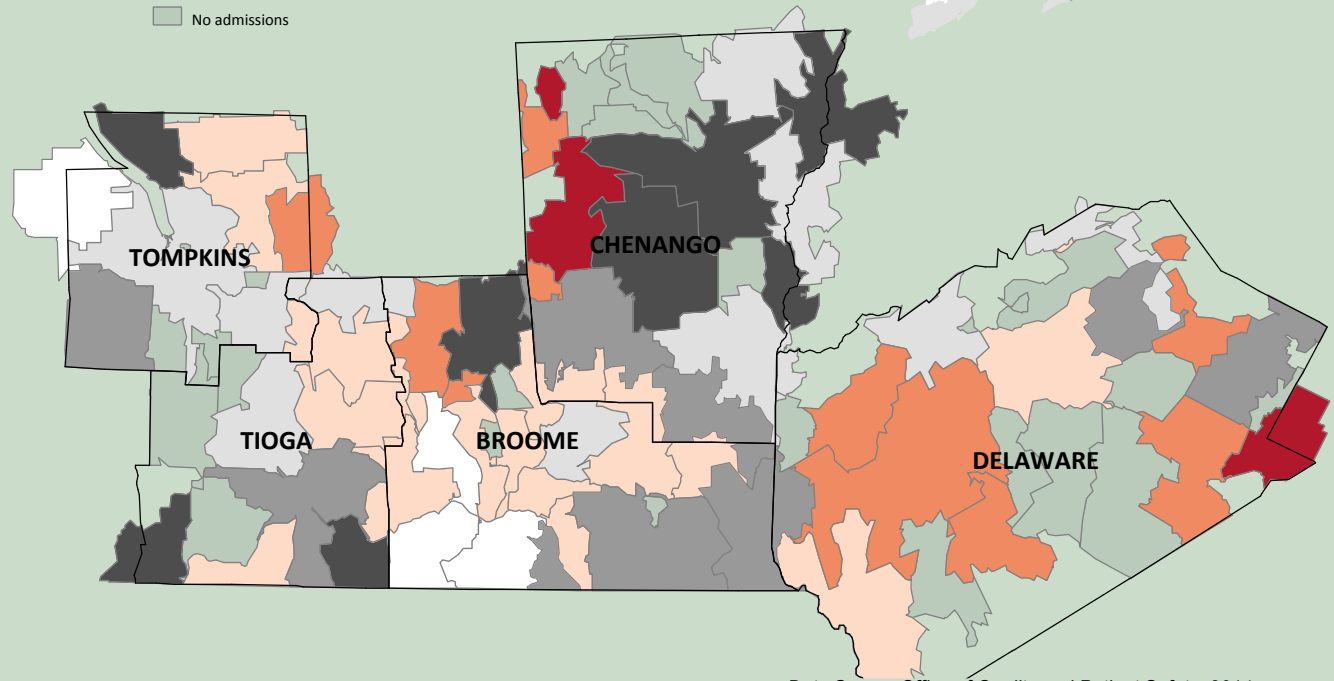 No admissions
CHENANGO
TOMPKINS
TIOGA
BROOME
DELAWARE